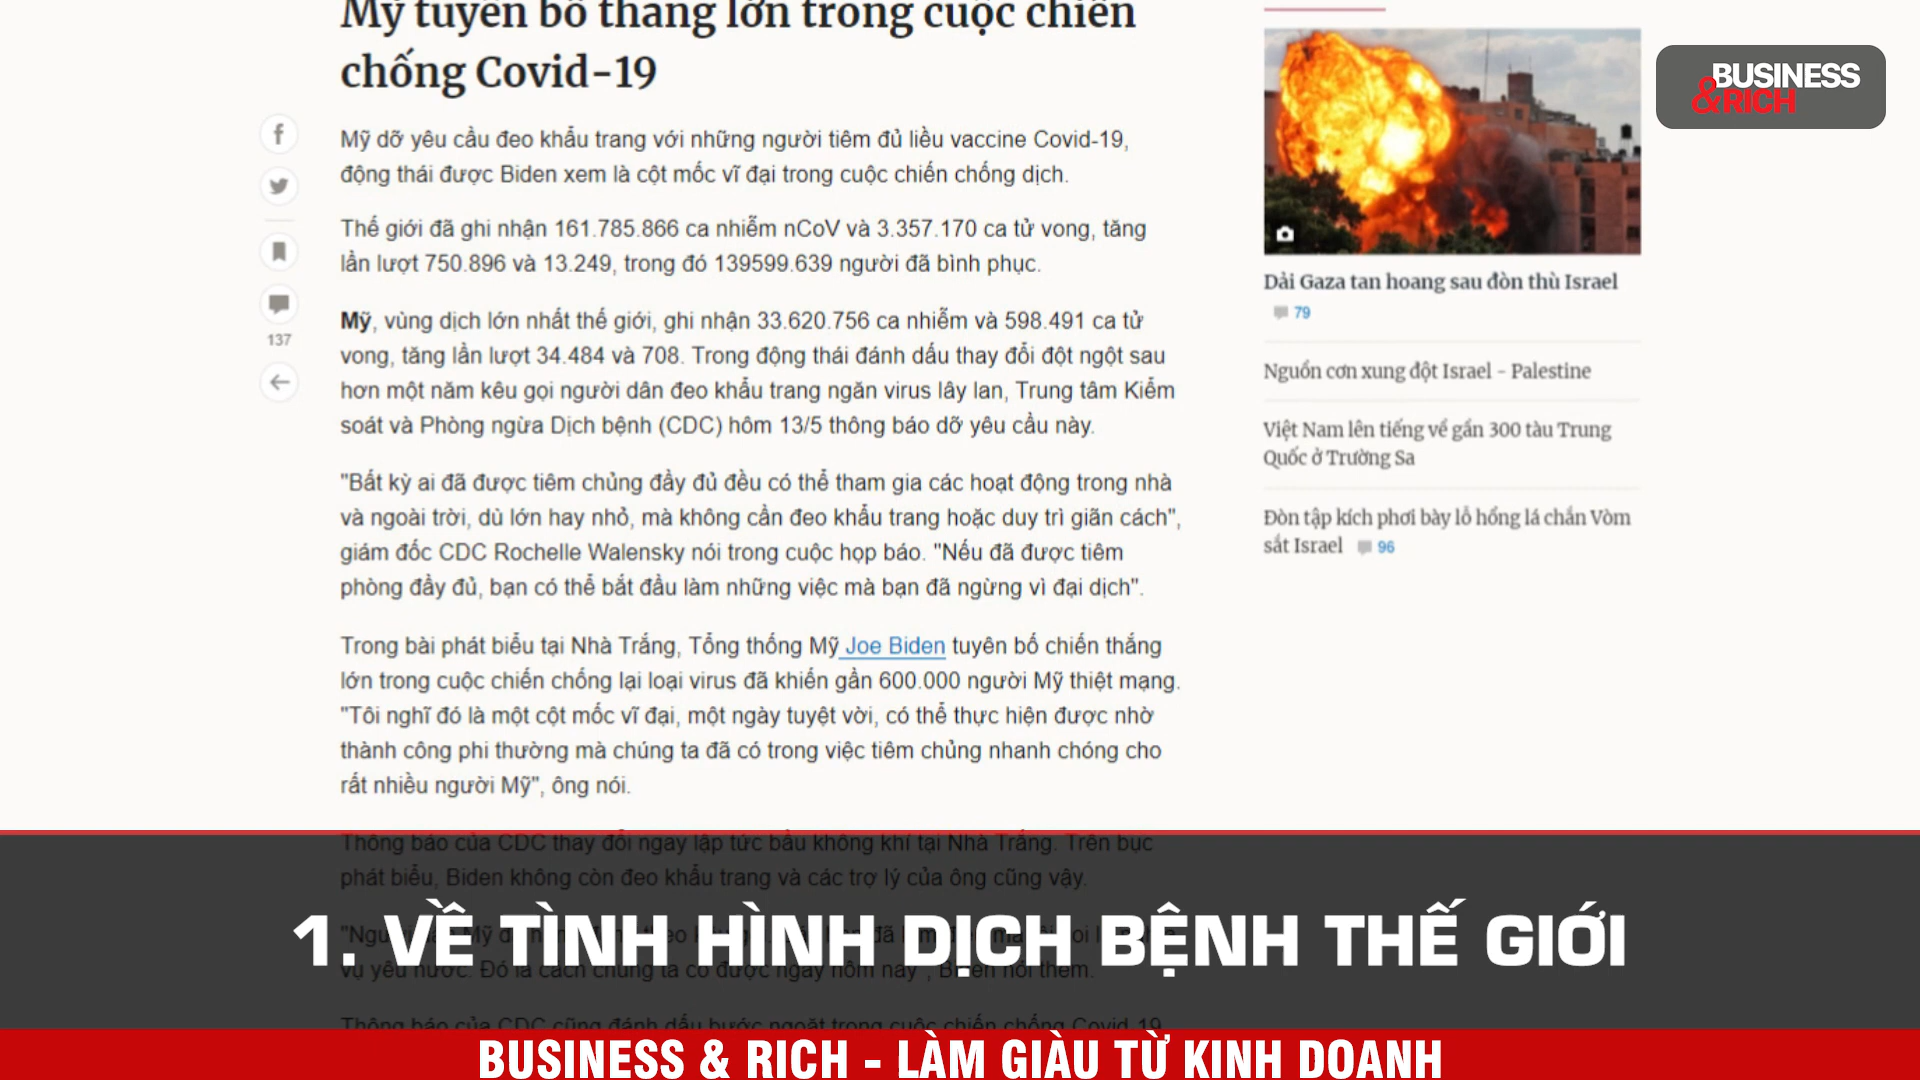 Mỹ tuyên bố thắng lớn trong cuộc chiến
chống Covid-19
Mỹ dỡ yêu cầu đeo khẩu trang với những người tiêm đủ liều vaccine Covid-19,
động thái được Biden xem là cột mốc vĩ đại trong cuộc chiến chống dịch.
Thế giới đã ghi nhận 161.785.866 ca nhiễm nCoV và 3.357.170 ca tử vong, tăng
lần lượt 750.896 và 13.249, trong đó 139599.639 người đã bình phục.
Mỹ, vùng dịch lớn nhất thế giới, ghi nhận 33.620.756 ca nhiễm và 598.491 ca tử
vong, tăng lần lượt 34.484 và 708. Trong động thái đánh dấu thay đổi đột ngột sau
hơn một năm kêu gọi người dân đeo khẩu trang ngăn virus lây lan, Trung tâm Kiểm
soát và Phòng ngừa Dịch bệnh (CDC) hôm 13/5 thông báo dỡ yêu cầu này.
"Bất kỳ ai đã được tiêm chủng đầy đủ đều có thể tham gia các hoạt động trong nhà
và ngoài trời, dù lớn hay nhỏ, mà không cần đeo khẩu trang hoặc duy trì giãn cách",
giám đốc CDC Rochelle Walensky nói trong cuộc họp báo. "Nếu đã được tiêm
phòng đầy đủ, bạn có thể bắt đầu làm những việc mà bạn đã ngừng vì đại dịch".
Trong bài phát biểu tại Nhà Trắng, Tổng thống Mỹ Joe Biden tuyên bố chiến thắng
lớn trong cuộc chiến chống lại loại virus đã khiến gần 600.000 người Mỹ thiệt mạng.
"Tôi nghĩ đó là một cột mốc vĩ đại, một ngày tuyệt vời, có thể thực hiện được nhờ
thành công phi thường mà chúng ta đã có trong việc tiêm chủng nhanh chóng cho
rất nhiều người Mỹ", ông nói.
Thông báo của CDC thay đổi ngay lập tức bầu không khí tại Nhà Trắng. Trên bục
phát biểu, Biden không còn đeo khẩu trang và các trợ lý của ông cũng vậy.
vụ yêu nước. Đó là cách chúng ta có được ngày hôm nay", Biden nói thêm.
Thông báo của CDC cũng đánh dấu bước ngoặt trong cuộc chiến chống Covid-19
137
Dải Gaza tan hoang sau đòn thù Israel
79
Nguồn cơn xung đột Israel - Palestine
Việt Nam lên tiếng về gần 300 tàu Trung
Quốc ở Trường Sa
Đòn tập kích phơi bày lỗ hổng lá chắn Vòm
sắt Israel 96
BUSINESS
&RICH
1. VỀ TÌNH HÌNH DỊCH BỆNH THẾ GIỚI
BUSINESS & RICH - LÀM GIÀU TỪ KINH DOANH